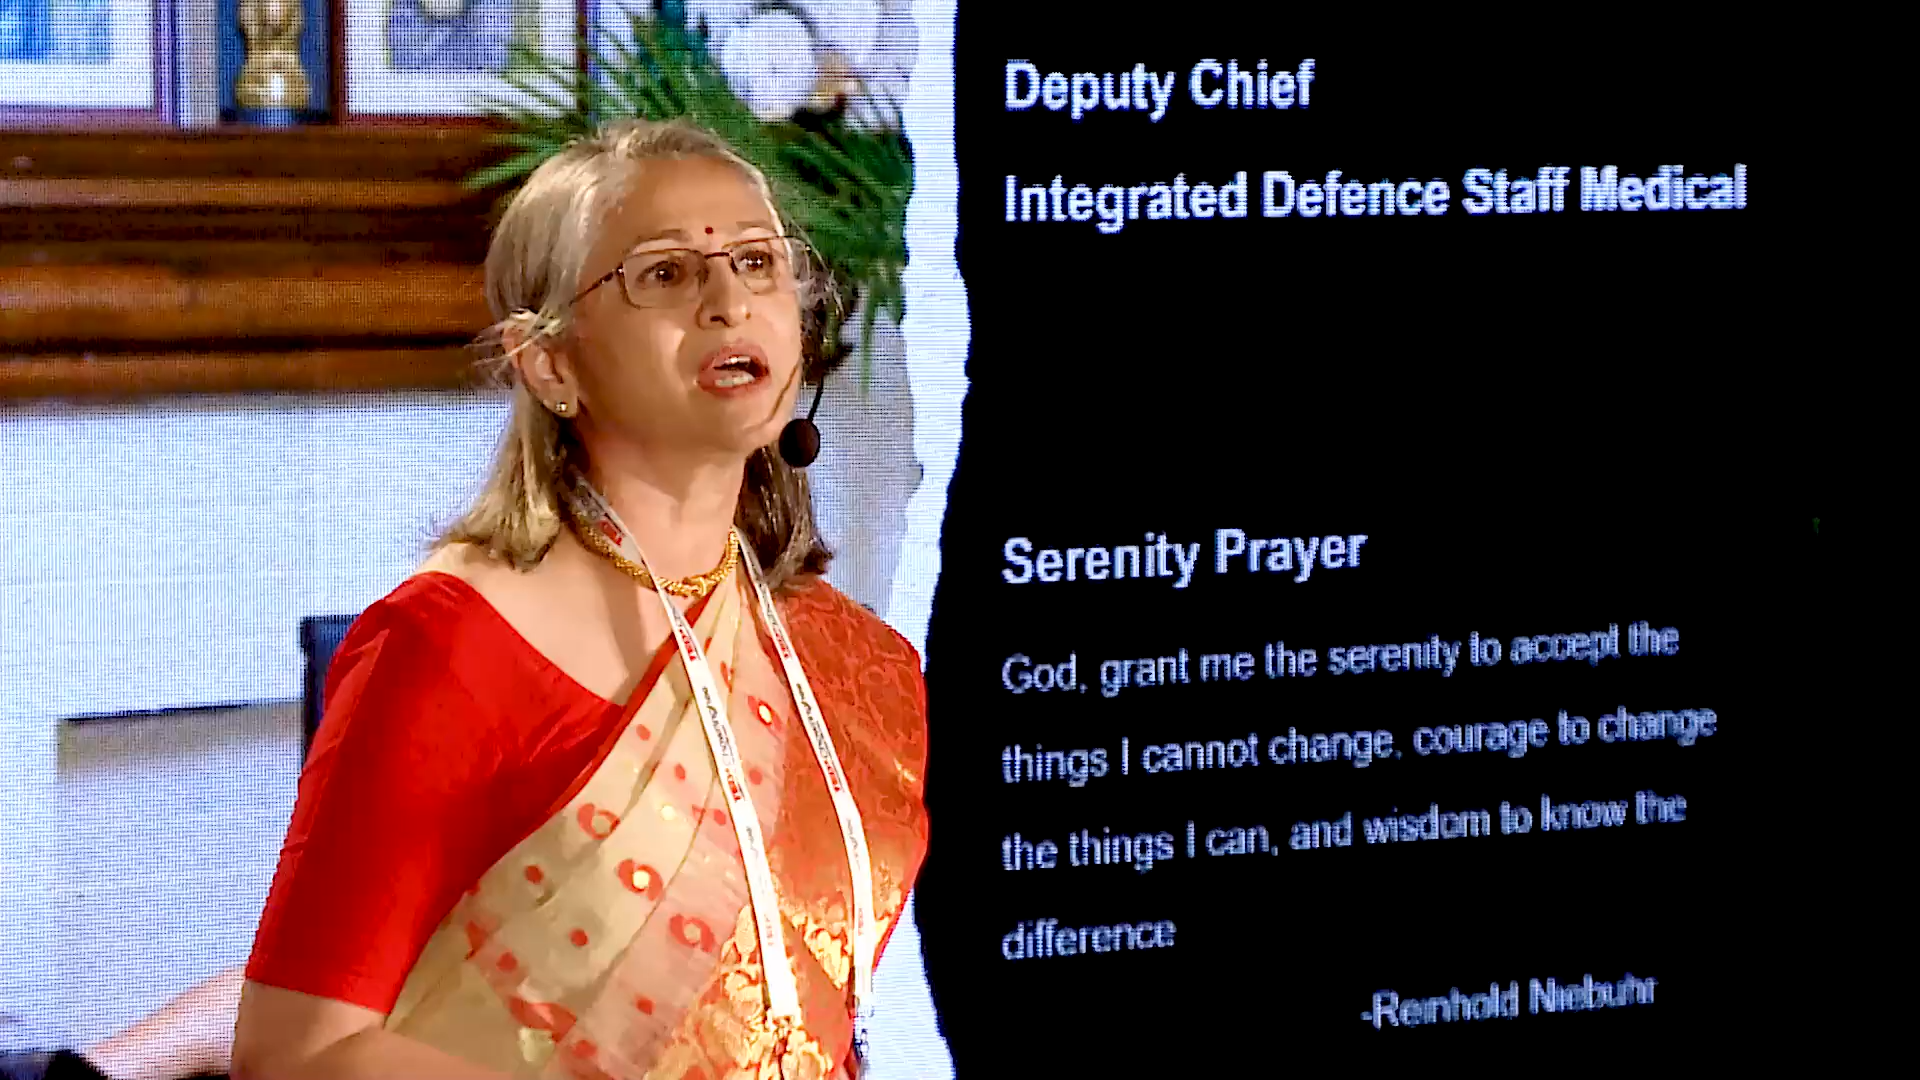 Deputy Chief
Integrated Defence Staff Medical
Serenity Prayer
God, grant me the serenity to accept the
things I cannot change, courage to change
the things I can, and wisdom to know the
difference
-Reinhold Niebuhr